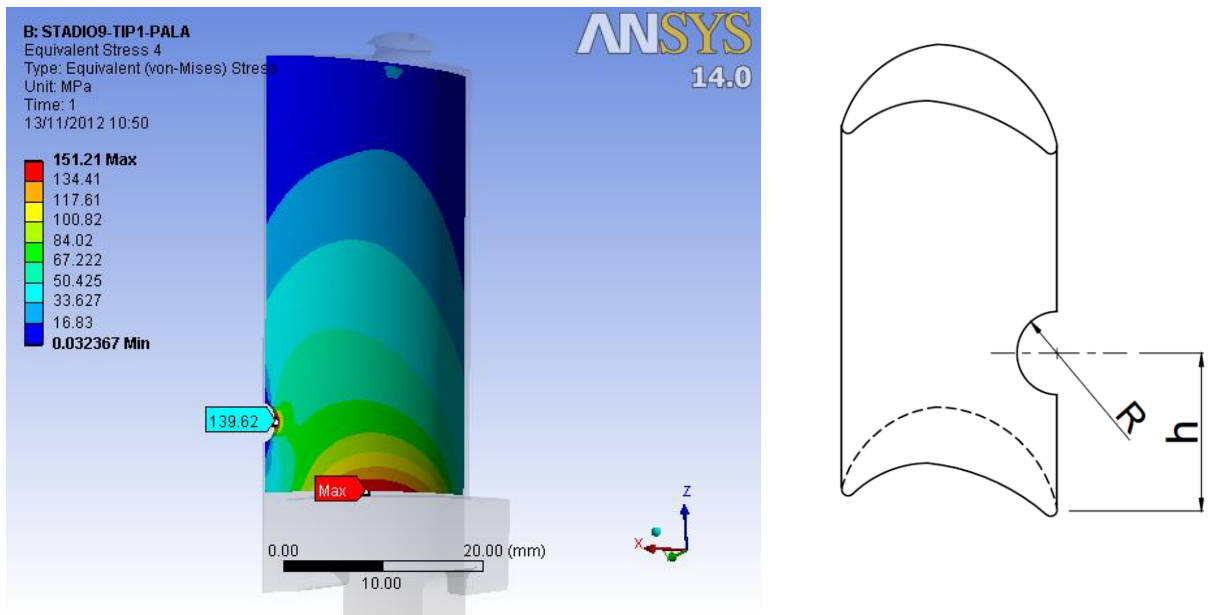 B: STADIO9-TIP1-PALA
Equivalent Stress 4
Type: Equivalent (von-Mises) Stress
Unit: MPa
Time: 1
13/11/2012 10:50
ANSYS
14.0
151.21 Max
134.41
117.61
100.82
84.02
67.222
50.425
33.627
16.83
0.032367 Min
139.62
Max
0.00
20.00 (mm)
10.00
Z
X
R
h